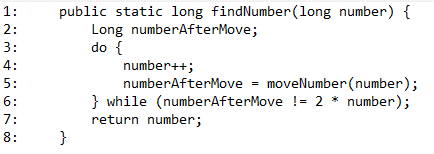 1: public static long findNumber(long number) {
2: Long numberAfterMove;
3: do {
4: number++;
5: numberAfterMove = moveNumber(number);
6: } while (numberAfterMove != 2 * number);
7: return number;
8: }